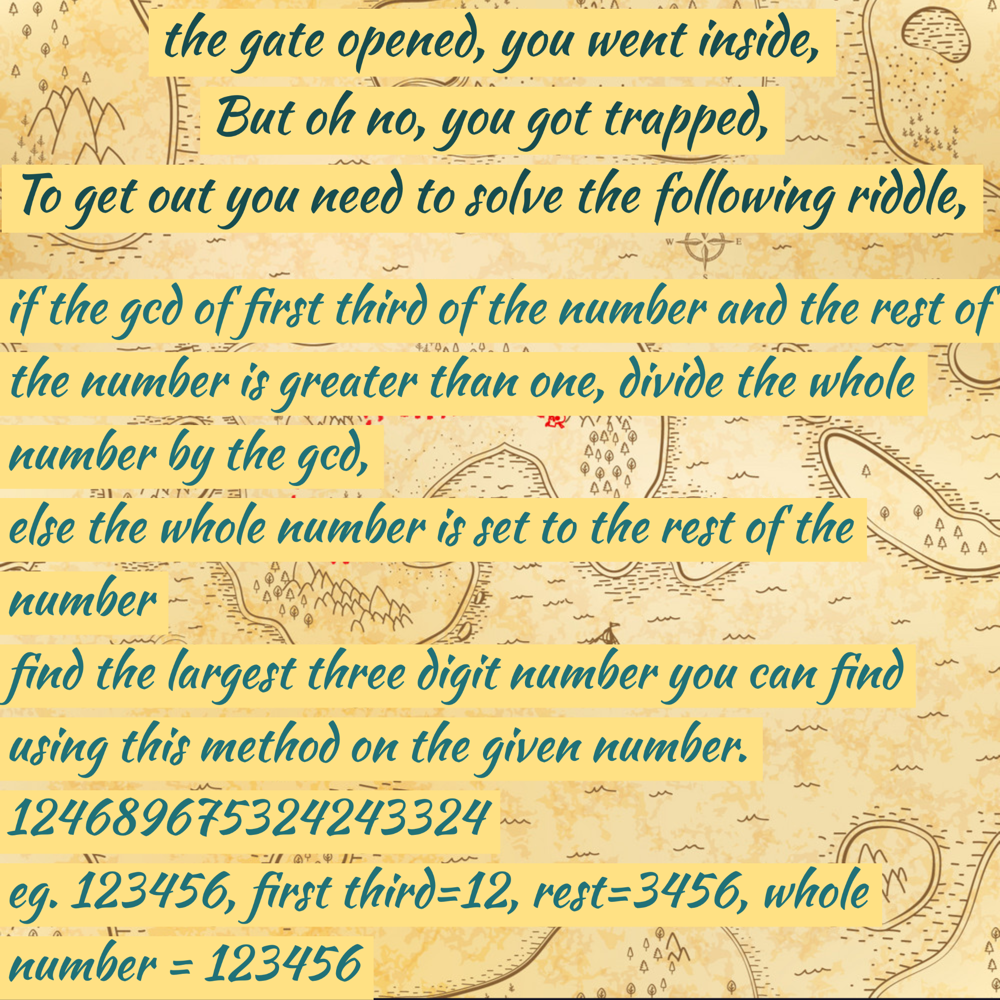 the gate opened, you went inside,
But oh no, you got trapped,
To get out you need to solve the following riddle,
W E
if the gcd of first third of the number and the rest of
the number is greater than one, divide the whole
number by the gcd,
else the whole number is set to the rest of the
number
find the largest three digit number you can find
using this method on the given number.
124689675324243324
eg. 123456, first third=12, rest=3456, whole
number = 123456